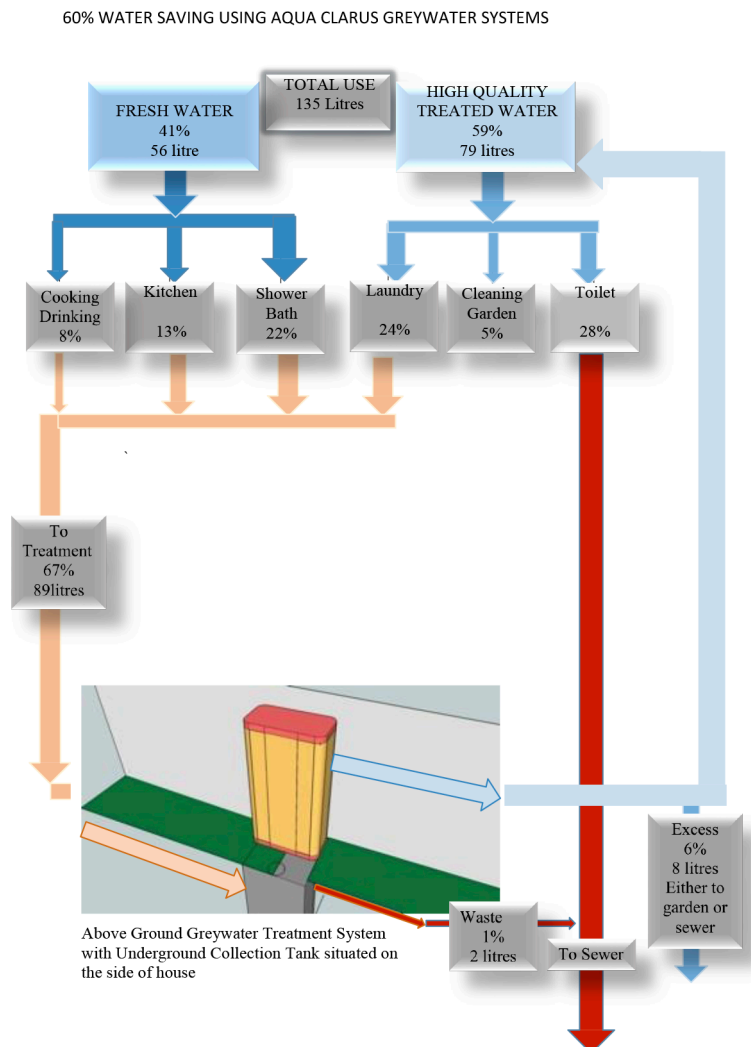 60% WATER SAVING USING AQUA CLARUS GREYWATER SYSTEMS
TOTAL USE
135 Litres
FRESH WATER
41%
56 litre
HIGH QUALITY
TREATED WATER
59%
79 litres
Cooking
Drinking
8%
Kitchen
13%
Shower
Bath
22%
Laundry
24%
Cleaning
Garden
5%
Toilet
28%
`
To
Treatment
67%
89litres
Excess
6%
8 litres
Either to
garden or
sewer
Waste
1%
2 litres
To Sewer
Above Ground Greywater Treatment System
with Underground Collection Tank situated on
the side of house